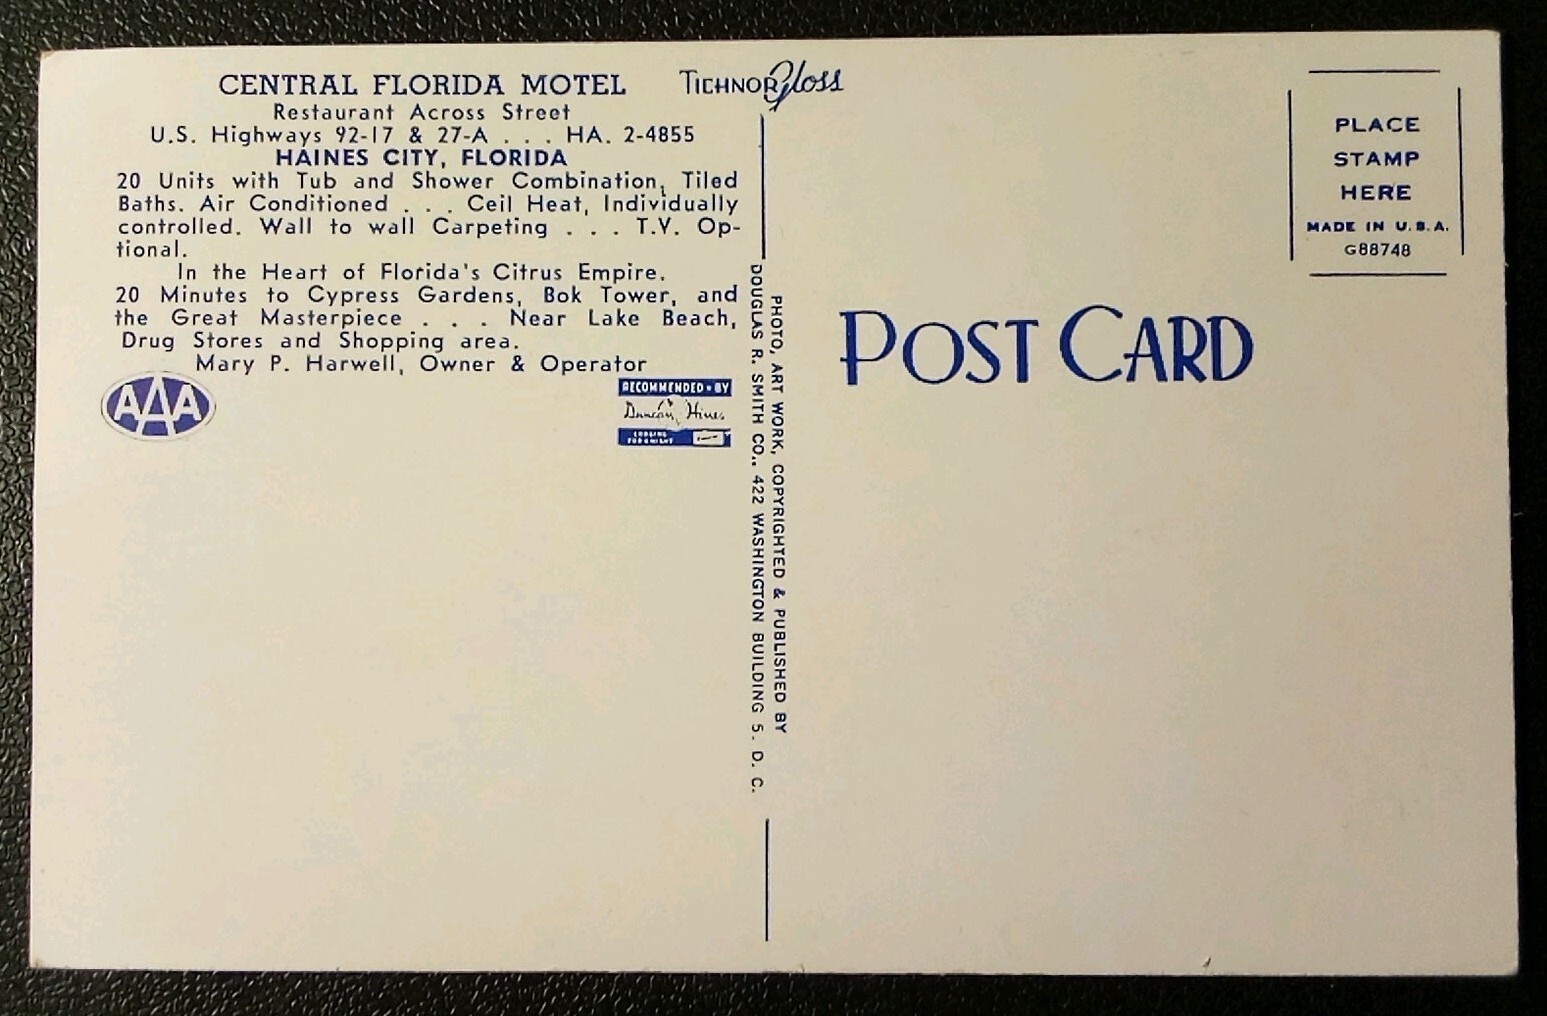 CENTRAL FLORIDA MOTEL
Restaurant Across Street
U.S. Highways 92-17 & 27-A . . . HA. 2-4855
HAINES CITY, FLORIDA
20 Units with Tub and Shower Combination, Tiled
Baths. Air Conditioned . . . Ceil Heat, Individually
controlled. Wall to wall Carpeting . . . T.V. Op-
tional.
In the Heart of Florida's Citrus Empire.
20 Minutes to Cypress Gardens, Bok Tower, and
the Great Masterpiece . . . Near Lake Beach,
Drug Stores and Shopping area.
Mary P. Harwell, Owner & Operator
AAA
RECOMMENDED • BY
Duncan Hines
LODGING
FOR A NIGHT
TICHNOR Gloss
PHOTO, ART WORK, COPYRIGHTED & PUBLISHED BY
DOUGLAS R. SMITH CO., 422 WASHINGTON BUILDING 5. D. C.
PLACE
STAMP
HERE
MADE IN U.S.A.
G88748
POST CARD